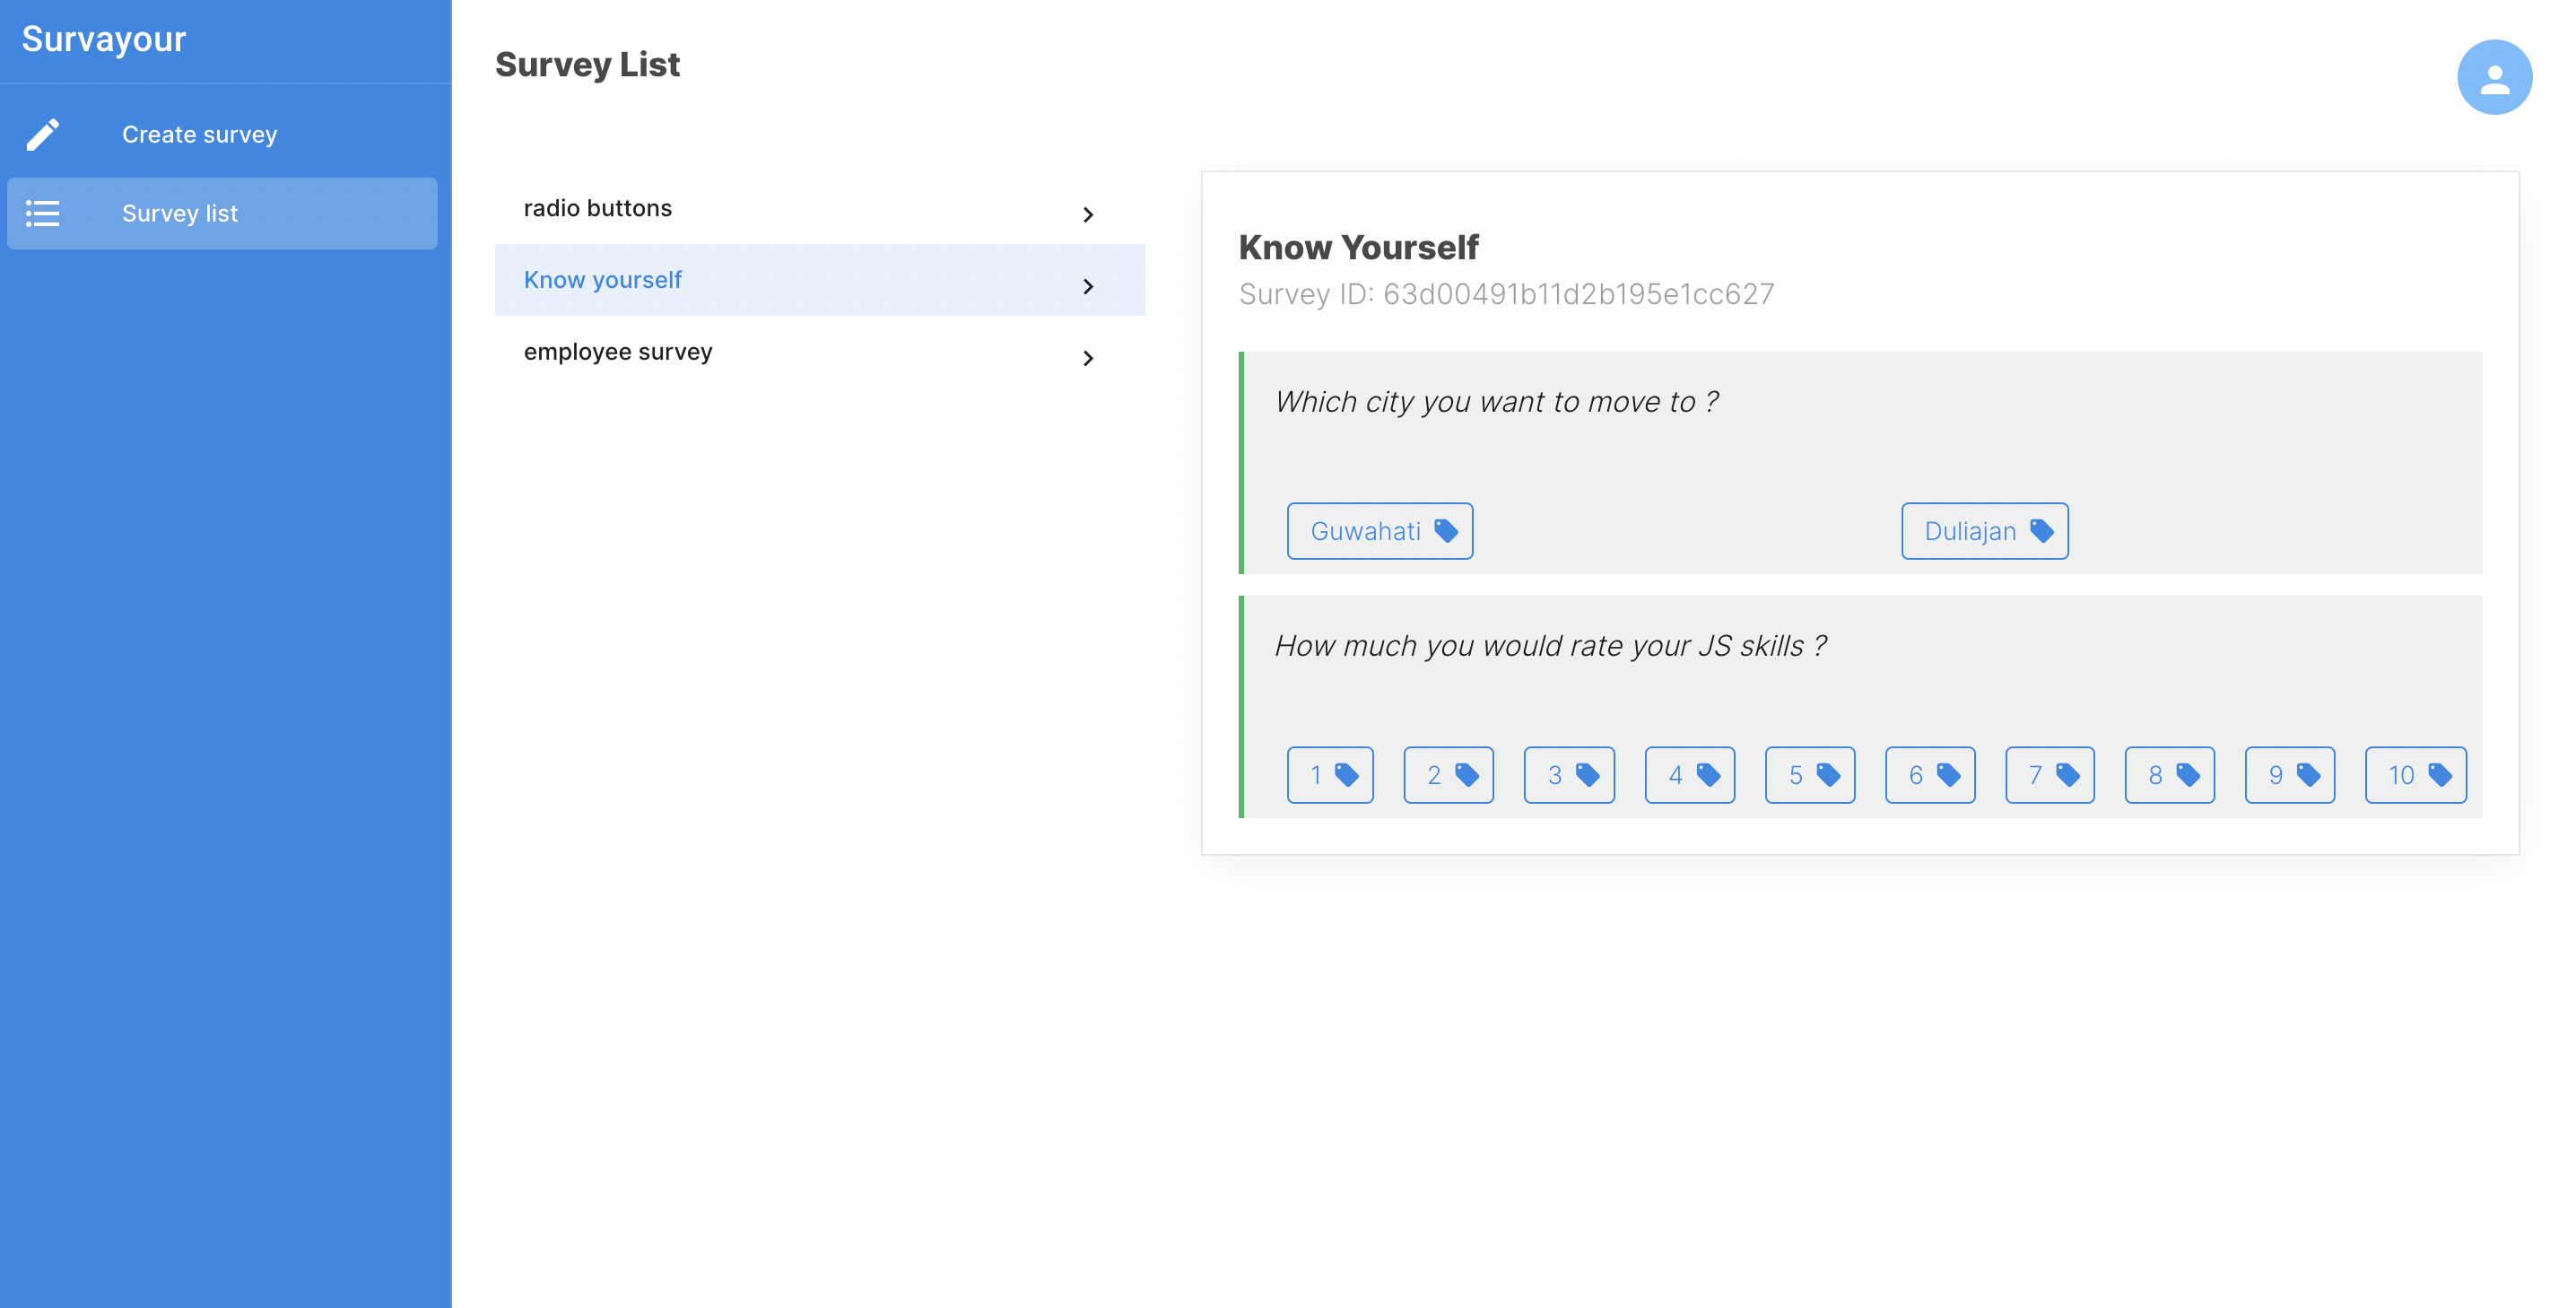 Survayour
Create survey
Survey list
Survey List
radio buttons
Know yourself
employee survey
Know Yourself
Survey ID: 63d00491b11d2b195e1cc627
Which city you want to move to ?
Guwahati Duliajan
How much you would rate your JS skills ?
1 2 3 4 5 6 7 8 9 10